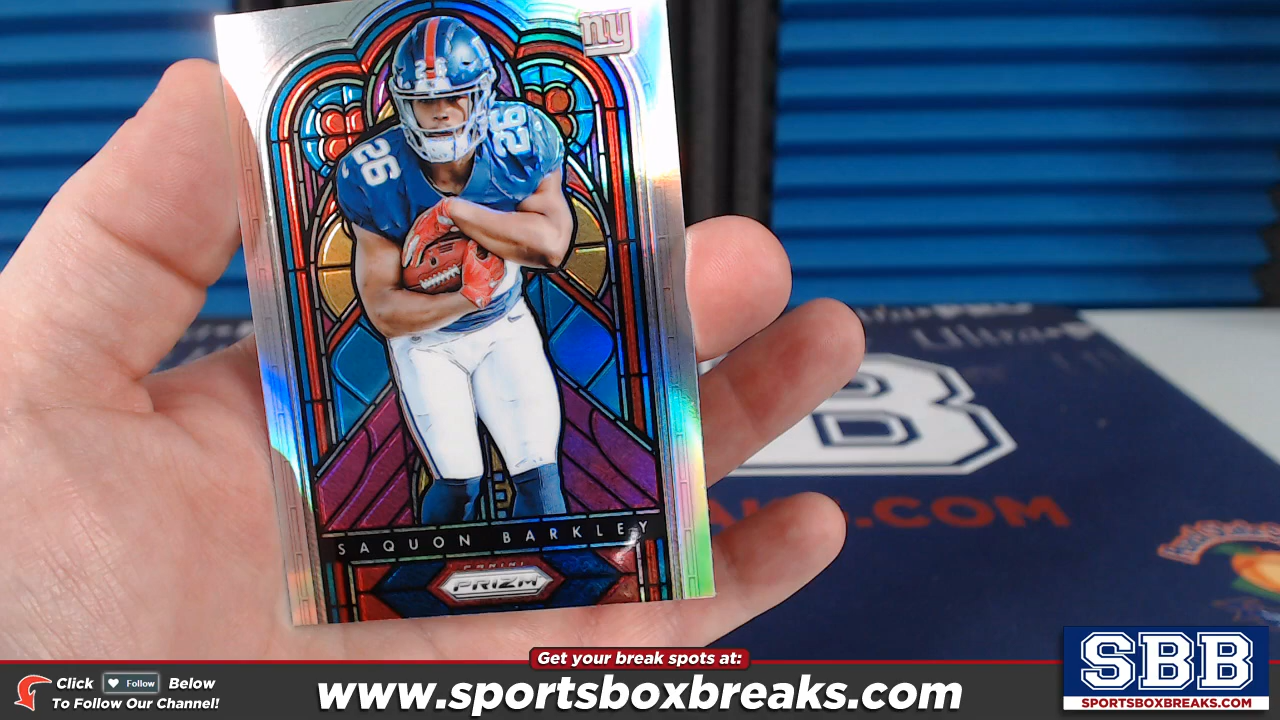 ny
26
26
26
SAQUON BARKLEY
PANINI
PRIZM
B
.COM
Get your break spots at:
Click Follow Below
To Follow Our Channel!
www.sportsboxbreaks.com
SBB
SPORTSBOXBREAKS.COM